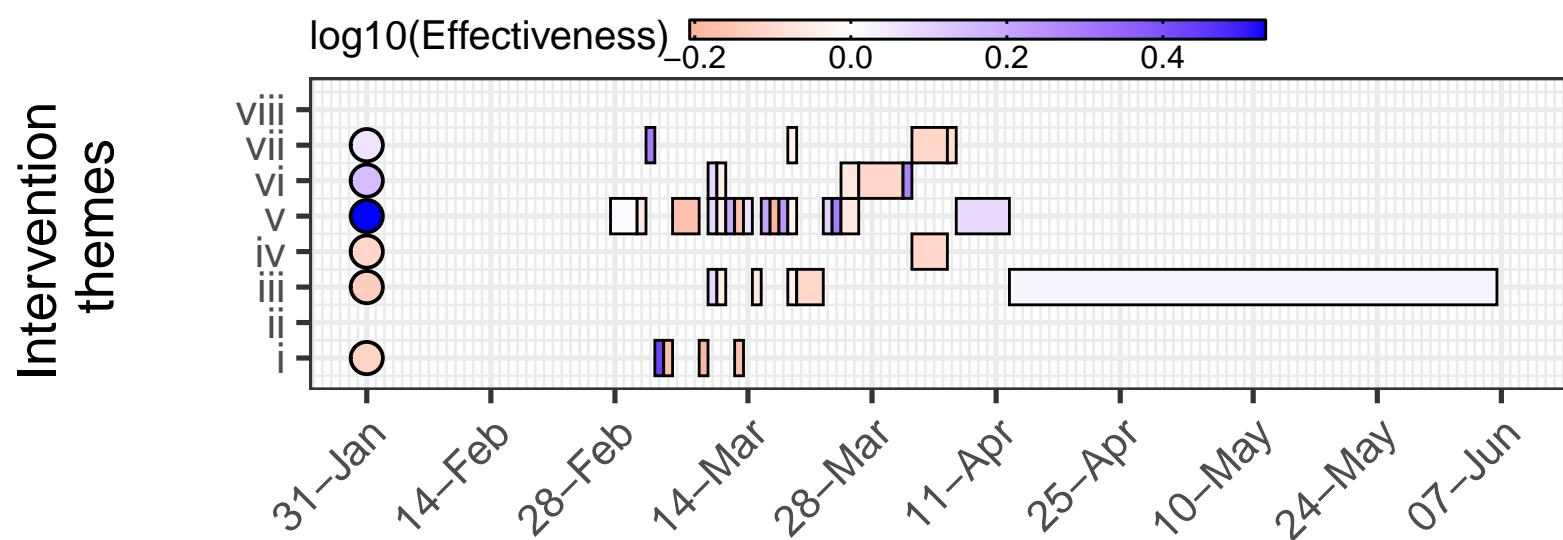 log10(Effectiveness)
−0.2 0.0 0.2 0.4
Intervention
themes
viii
vii
vi
v
iv
iii
ii
i
31−Jan
14−Feb
28−Feb
14−Mar
28−Mar
11−Apr
25−Apr
10−May
24−May
07−Jun